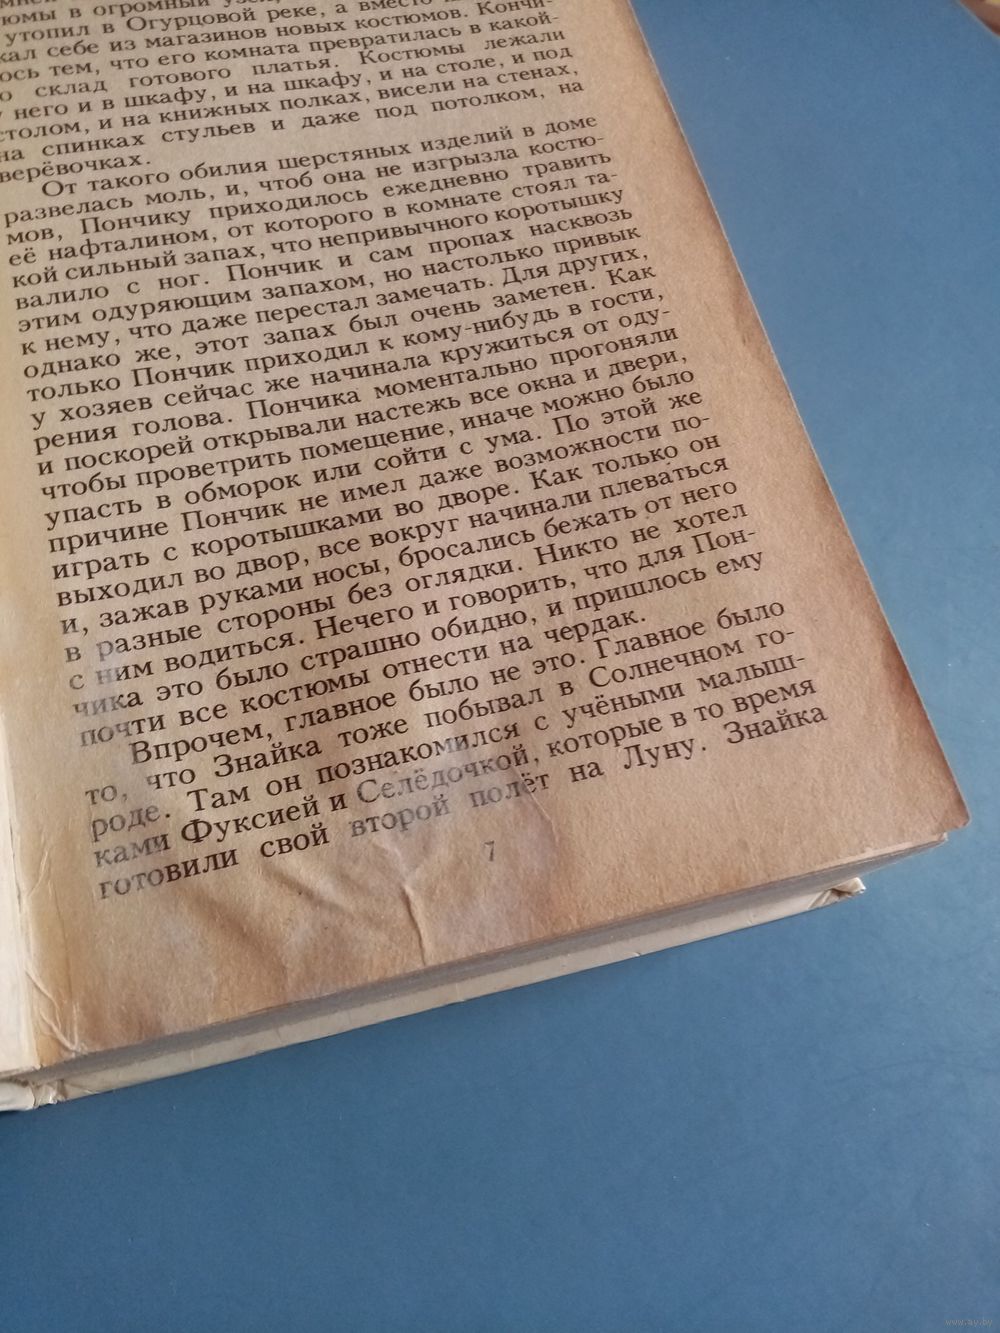 юмы в огромный
утопил в Огурцовой реке, а вместо
кал себе из магазинов новых костюмов. Кончи-
ось тем, что его комната превратилась в какой-
о склад готового платья. Костюмы лежали
у него и в шкафу, и на шкафу, и на столе, и под
столом, и на книжных полках, висели на стенах,
на спинках стульев и даже под потолком, на
верёвочках.
От такого обилия шерстяных изделий в доме
развелась моль, и, чтоб она не изгрызла костю-
мов, Пончику приходилось ежедневно травить
её нафталином, от которого в комнате стоял та-
кой сильный запах, что непривычного коротышку
валило с ног. Пончик и сам пропах насквозь
этим одуряющим запахом, но настолько привык
к нему, что даже перестал замечать. Для других,
однако же, этот запах был очень заметен. Как
только Пончик приходил к кому-нибудь в гости,
у хозяев сейчас же начинала кружиться от оду-
рения голова. Пончика моментально прогоняли
и поскорей открывали настежь все окна и двери,
чтобы проветрить помещение, иначе можно было
упасть в обморок или сойти с ума. По этой же
причине Пончик не имел даже возможности по-
играть с коротышками во дворе. Как только он
выходил во двор, все вокруг начинали плеваться
и, зажав руками носы, бросались бежать от него
в разные стороны без оглядки. Никто не хотел
с ним водиться. Нечего и говорить, что для Пон-
чика это было страшно обидно, и пришлось ему
почти все костюмы отнести на чердак.
Впрочем, главное было не это. Главное было
то, что Знайка тоже побывал в Солнечном го-
роде. Там он познакомился с учёными малыш-
ками Фуксией и Селёдочкой, которые в то время
готовили свой второй полёт на Луну. Знайка
7
www.ay.by